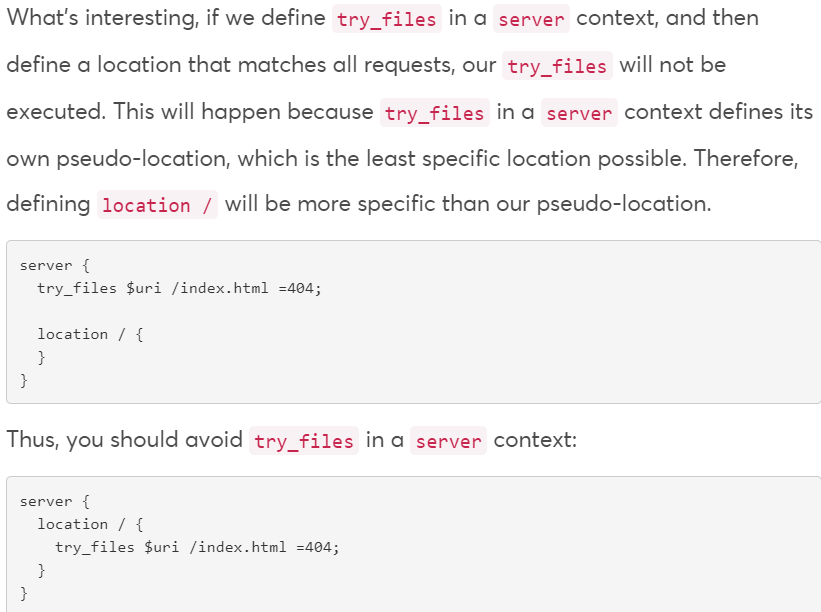 What's interesting, if we define try_files in a server context, and then
define a location that matches all requests, our try_files will not be
executed. This will happen because try_files in a server context defines its
own pseudo-location, which is the least specific location possible. Therefore,
defining location / will be more specific than our pseudo-location.
server {
  try_files $uri /index.html =404;
  location / {
  }
}
Thus, you should avoid try_files in a server context:
server {
  location / {
    try_files $uri /index.html =404;
  }
}